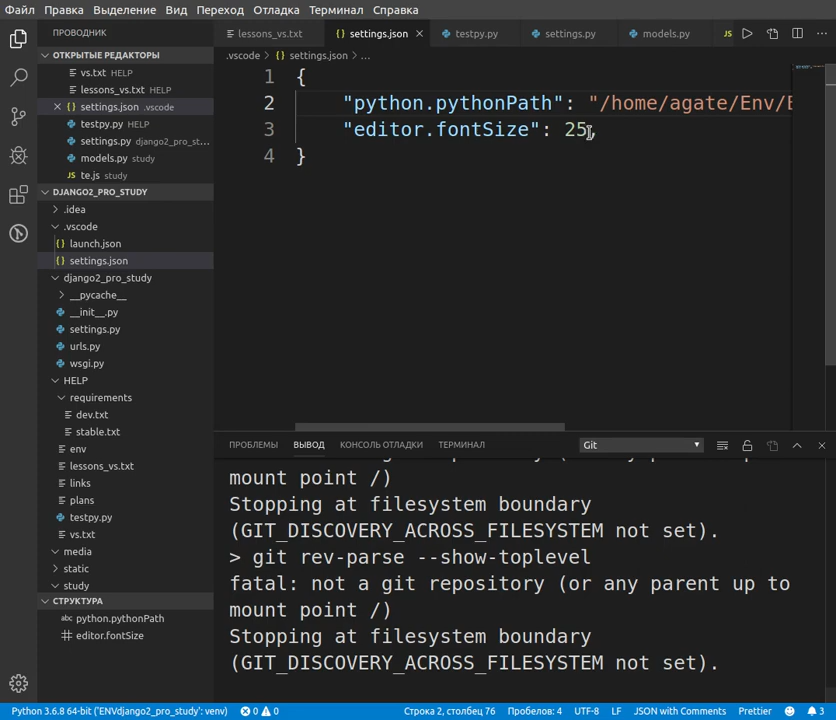 Файл Правка Выделение Вид Переход Отладка Терминал Справка
ПРОВОДНИК
ОТКРЫТЫЕ РЕДАКТОРЫ
vs.txt HELP
lessons_vs.txt HELP
settings.json .vscode
testpy.py HELP
settings.py django2_pro_st...
models.py study
te.js study
DJANGO2_PRO_STUDY
.idea
.vscode
launch.json
settings.json
django2_pro_study
__pycache__
__init__.py
settings.py
urls.py
wsgi.py
HELP
requirements
dev.txt
stable.txt
env
lessons_vs.txt
links
plans
testpy.py
vs.txt
media
static
study
СТРУКТУРА
abc python.pythonPath
editor.fontSize
lessons_vs.txt {} settings.json testpy.py settings.py models.py JS
.vscode > {} settings.json > ...
1 {
2 "python.pythonPath": "/home/agate/Env/E
3 "editor.fontSize": 25,
4 }
ПРОБЛЕМЫ ВЫВОД КОНСОЛЬ ОТЛАДКИ ТЕРМИНАЛ Git
mount point /)
Stopping at filesystem boundary
(GIT_DISCOVERY_ACROSS_FILESYSTEM not set).
> git rev-parse --show-toplevel
fatal: not a git repository (or any parent up to
mount point /)
Stopping at filesystem boundary
(GIT_DISCOVERY_ACROSS_FILESYSTEM not set).
Python 3.6.8 64-bit ('ENVdjango2_pro_study': venv) 0 0 Строка 2, столбец 76 Пробелов: 4 UTF-8 LF JSON with Comments Prettier 3